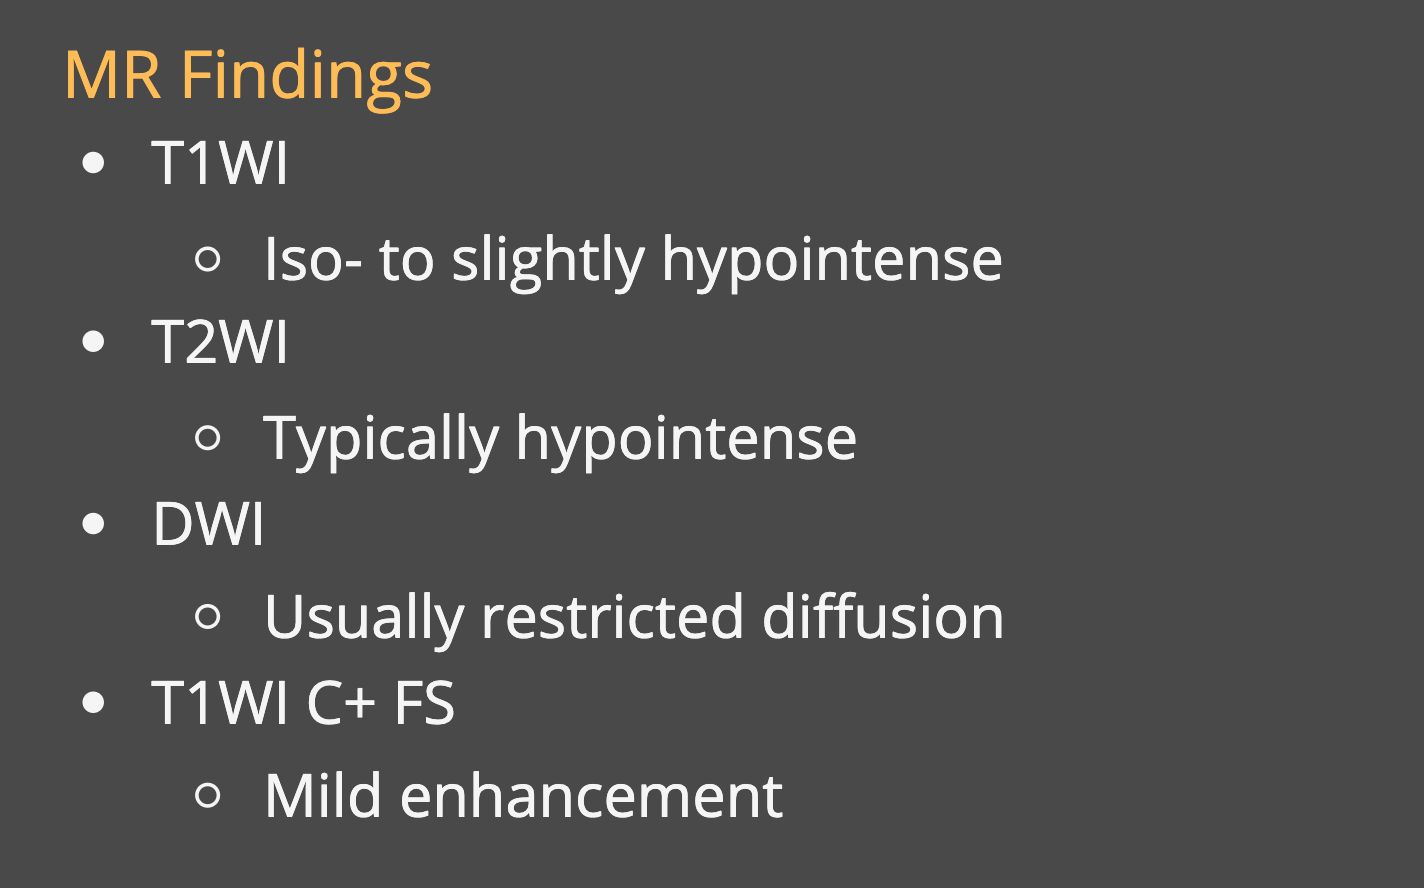 MR Findings
• T1WI
○ Iso- to slightly hypointense
• T2WI
○ Typically hypointense
• DWI
○ Usually restricted diffusion
• T1WI C+ FS
○ Mild enhancement